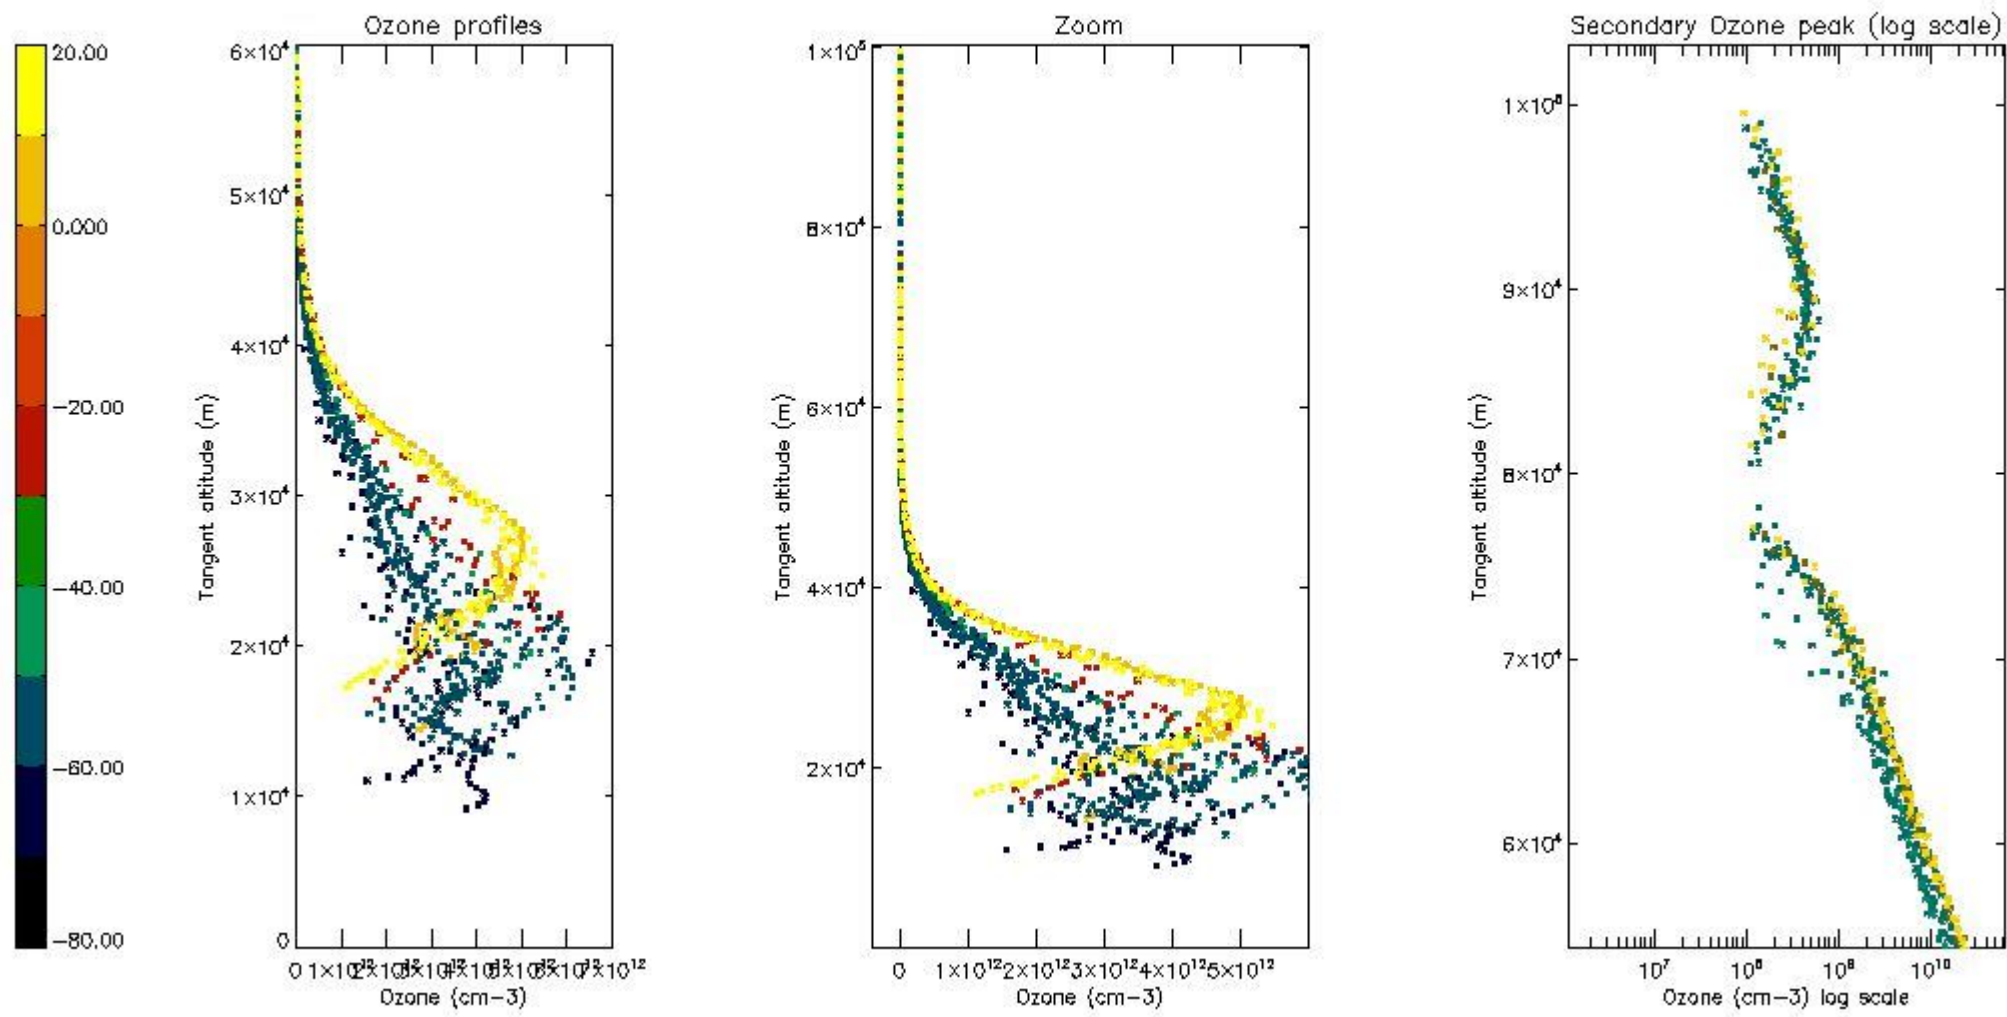 Ozone profiles
Zoom
Secondary Ozone peak (log scale)
20.00
0.000
−20.00
−40.00
−60.00
−80.00
6×10⁴
5×10⁴
4×10⁴
3×10⁴
2×10⁴
1×10⁴
0
Tangent altitude (m)
0
7×10¹²
Ozone (cm−3)
1×10⁵
8×10⁴
6×10⁴
4×10⁴
2×10⁴
Tangent altitude (m)
0 1×10¹² 2×10¹² 3×10¹² 4×10¹² 5×10¹²
Ozone (cm−3)
9×10⁴
8×10⁴
7×10⁴
6×10⁴
Tangent altitude (m)
10⁷ 10⁸ 10⁹ 10¹⁰
Ozone (cm−3) log scale